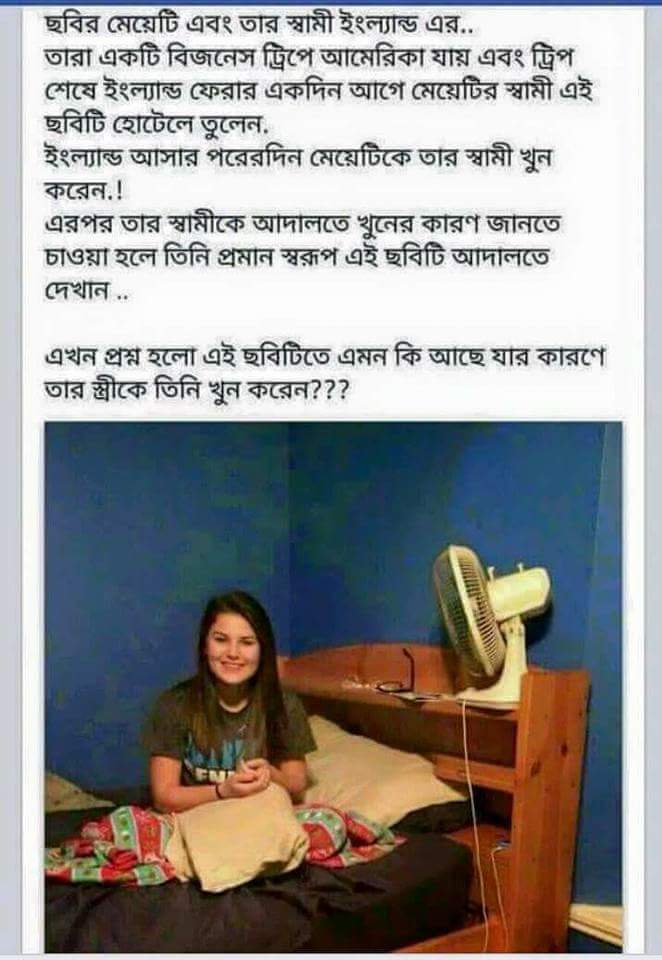 ছবির মেয়েটি এবং তার স্বামী ইংল্যান্ড এর..
তারা একটি বিজনেস ট্রিপে আমেরিকা যায় এবং ট্রিপ
শেষে ইংল্যান্ড ফেরার একদিন আগে মেয়েটির স্বামী এই
ছবিটি হোটেলে তুলেন.
ইংল্যান্ড আসার পরেরদিন মেয়েটিকে তার স্বামী খুন
করেন.!
এরপর তার স্বামীকে আদালতে খুনের কারণ জানতে
চাওয়া হলে তিনি প্রমান স্বরূপ এই ছবিটি আদালতে
দেখান ..
এখন প্রশ্ন হলো এই ছবিটিতে এমন কি আছে যার কারণে
তার স্ত্রীকে তিনি খুন করেন???